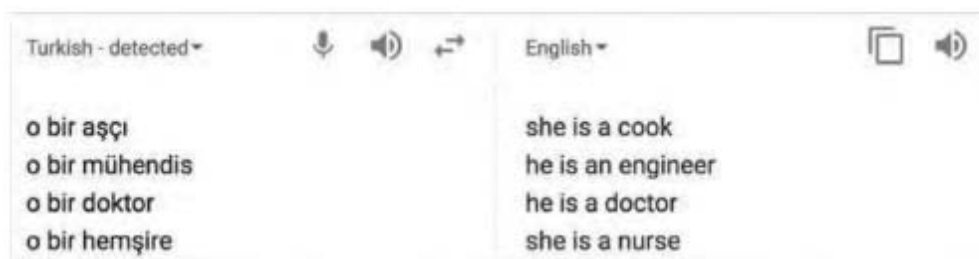 Turkish - detected English
o bir aşçı she is a cook
o bir mühendis he is an engineer
o bir doktor he is a doctor
o bir hemşire she is a nurse